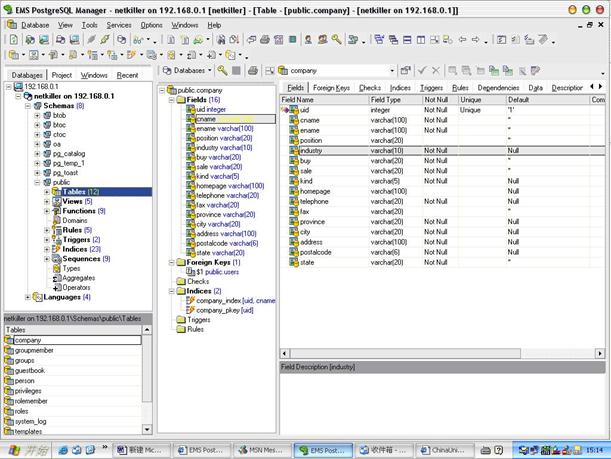 EMS PostgreSQL Manager - [netkiller on 192.168.0.1 [netkiller] - [Table - [public.company] - [netkiller on 192.168.0.1]]
Database View Tools Services Options Windows Help
Databases Project Windows Recent
192.168.0.1
netkiller on 192.168.0.1
Schemas (8)
btob
btoc
ctoc
oa
pg_catalog
pg_temp_1
pg_toast
public
Tables (12)
Views (5)
Functions (9)
Domains
Rules (5)
Triggers (2)
Indices (23)
Sequences (9)
Types
Aggregates
Operators
Languages (4)
netkiller on 192.168.0.1\Schemas\public\Tables
Tables
company
groupmember
groups
guestbook
person
privileges
rolemember
roles
system_log
templates
Databases
company
public.company
Fields (16)
uid integer
cname
ename varchar(100)
position varchar(20)
industry varchar(10)
buy varchar(20)
sale varchar(20)
kind varchar(5)
homepage varchar(100)
telephone varchar(20)
fax varchar(20)
province varchar(20)
city varchar(20)
address varchar(100)
postalcode varchar(6)
state varchar(20)
Foreign Keys (1)
$1 public.users
Checks
Indices (2)
company_index [uid, cname
company_pkey [uid]
Triggers
Rules
Fields Foreign Keys Checks Indices Triggers Rules Dependencies Data Description
Field Name Field Type Not Null Unique Default Com
uid integer Not Null Unique '1'
cname varchar(100) Not Null ''
ename varchar(100) Not Null ''
position varchar(20) ''
industry varchar(10) Not Null Null
buy varchar(20) Not Null ''
sale varchar(20) Not Null ''
kind varchar(5) Not Null Null
homepage varchar(100) Null
telephone varchar(20) Not Null Null
fax varchar(20) ''
province varchar(20) Not Null Null
city varchar(20) Not Null Null
address varchar(100) Not Null Null
postalcode varchar(6) Not Null Null
state varchar(20) Not Null ''
Field Description [industry]
开始
新建 Mic...
EMS Post...
MSN Mes...
EMS Post...
收件箱 - ...
ChinaUni...
15:14